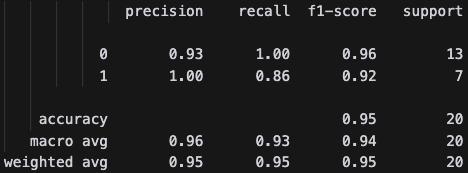 precision recall f1-score support
0 0.93 1.00 0.96 13
1 1.00 0.86 0.92 7
accuracy 0.95 20
macro avg 0.96 0.93 0.94 20
weighted avg 0.95 0.95 0.95 20